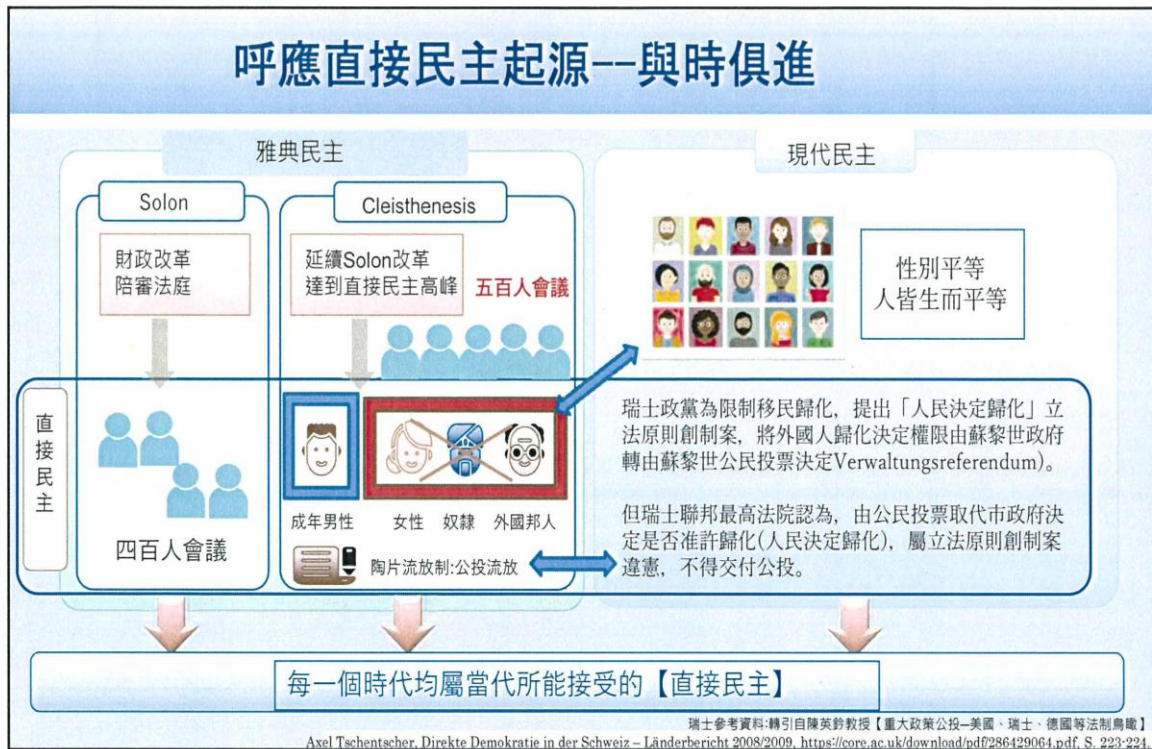 呼應直接民主起源--與時俱進
雅典民主
Solon
財政改革
陪審法庭
四百人會議
Cleisthenesis
延續Solon改革
達到直接民主高峰
五百人會議
成年男性
女性
奴隸
外國邦人
陶片流放制:公投流放
直接民主
現代民主
性別平等
人皆生而平等
瑞士政黨為限制移民歸化，提出「人民決定歸化」立
法原則創制案，將外國人歸化決定權限由蘇黎世政府
轉由蘇黎世公民投票決定Verwaltungsreferendum)。
但瑞士聯邦最高法院認為，由公民投票取代市政府決
定是否准許歸化(人民決定歸化)，屬立法原則創制案
違憲，不得交付公投。
每一個時代均屬當代所能接受的【直接民主】
瑞士參考資料:轉引自陳英鈐教授【重大政策公投—美國、瑞士、德國等法制鳥瞰】
Axel Tschentscher, Direkte Demokratie in der Schweiz – Länderbericht 2008/2009, https://core.ac.uk/download/pdf/286429064.pdf, S. 223-224.